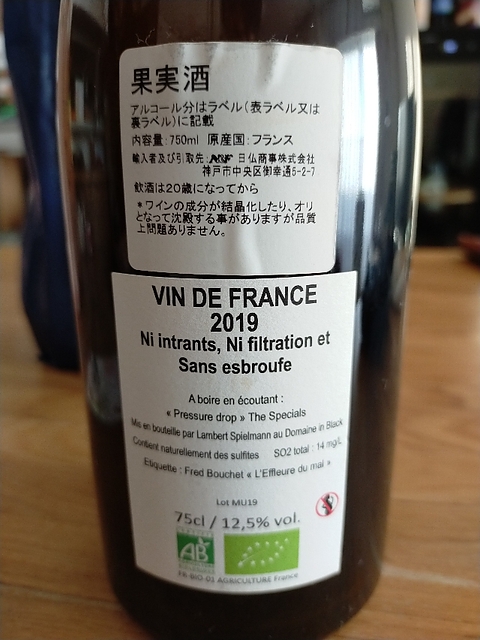 果実酒
アルコール分はラベル(表ラベル又は
裏ラベル)に記載
内容量:750ml 原産国:フランス
輸入者及び引取先: 日仏商事株式会社
神戸市中央区御幸通5-2-7
飲酒は20歳になってから
*ワインの成分が結晶化したり、オリ
となって沈殿する事がありますが品質
上問題ありません。
VIN DE FRANCE
2019
Ni intrants, Ni filtration et
Sans esbroufe
A boire en écoutant :
« Pressure drop » The Specials
Mis en bouteille par Lambert Spielmann au Domaine in Black
Contient naturellement des sulfites SO2 total : 14 mg/L
Etiquette : Fred Bouchet « L'Effleure du mal »
Lot MU19
75cl / 12,5% vol.
AB
FR-BIO-01 AGRICULTURE France